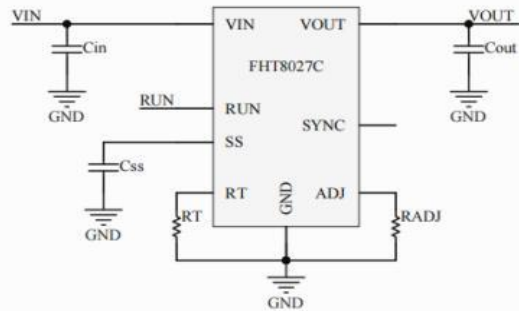 VIN
VIN
VOUT
VOUT
Cin
Cout
FHT8027C
GND
GND
RUN
RUN
SYNC
SS
Css
RT
GND
ADJ
RT
RADJ
GND
GND